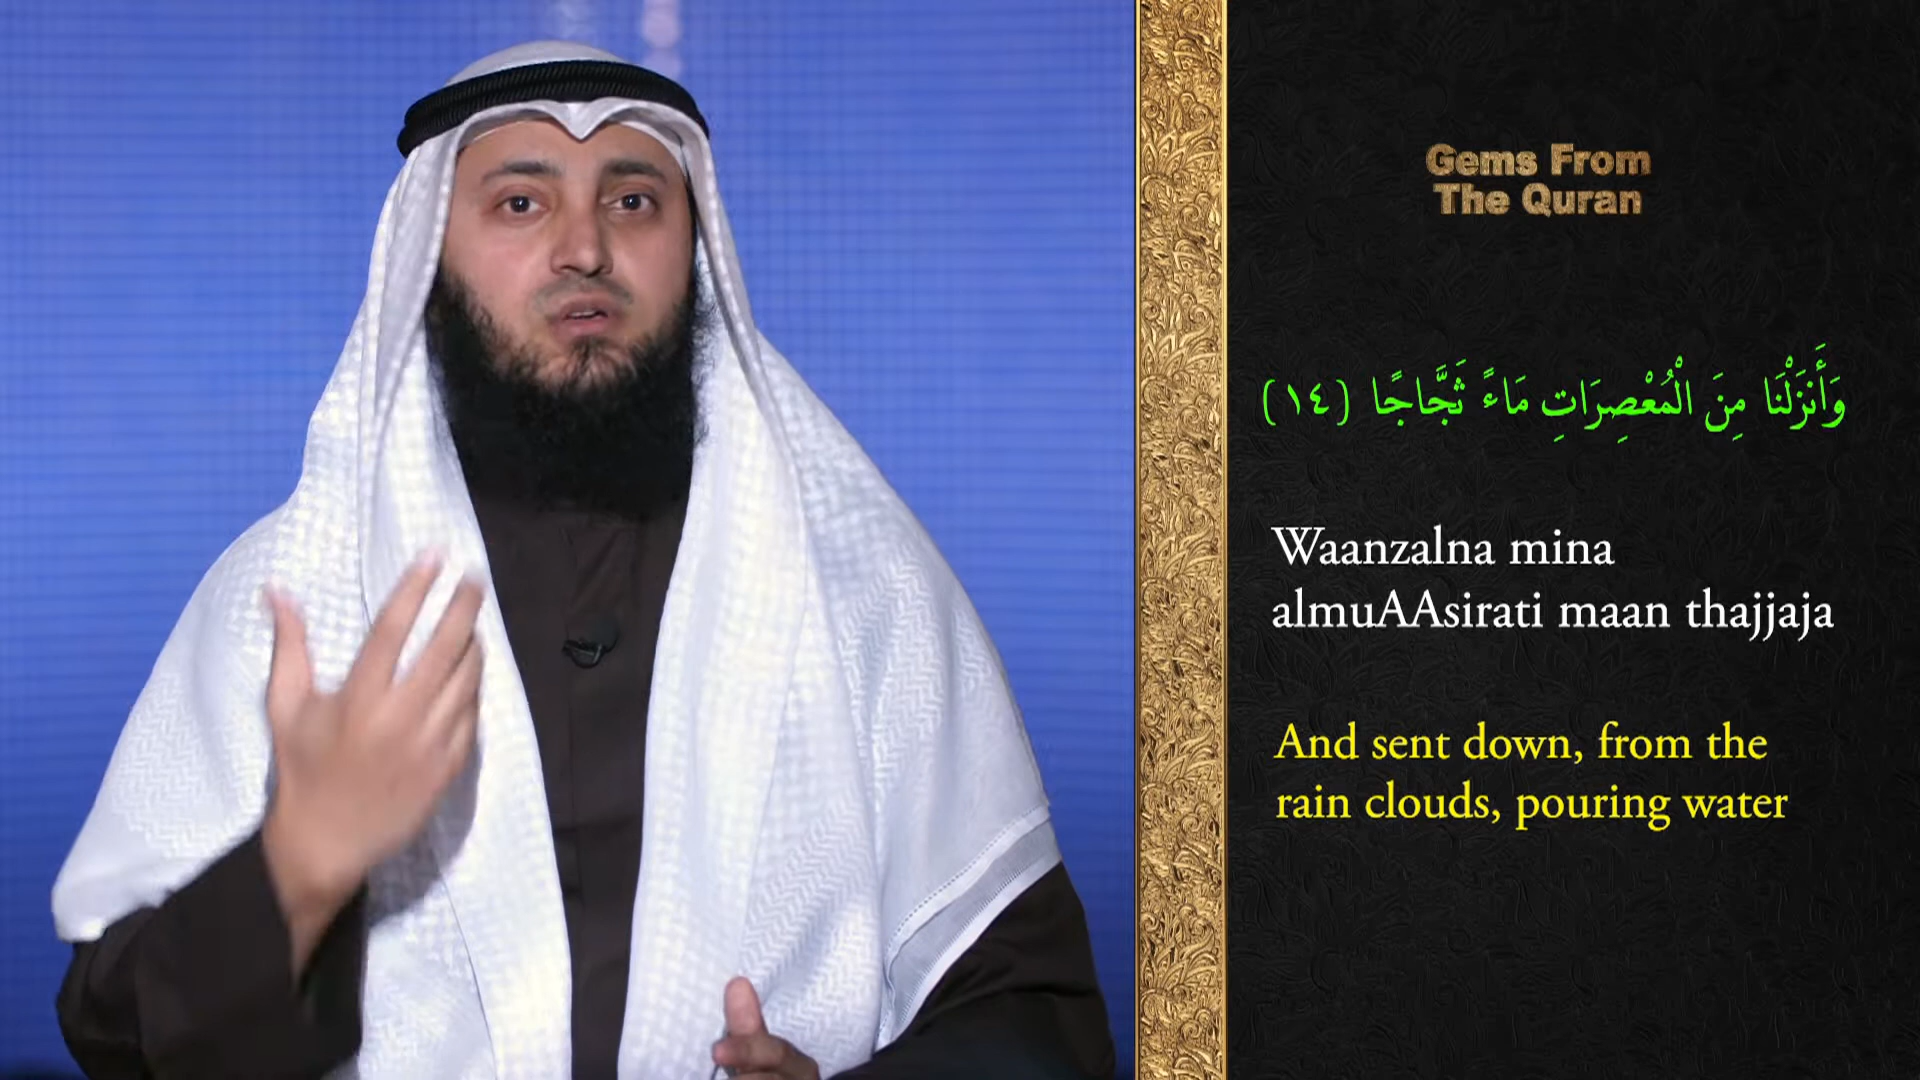 Gems From
The Quran
وَأَنزَلْنَا مِنَ الْمُعْصِرَاتِ مَاءً ثَجَّاجًا (١٤)
Waanzalna mina
almuAAsirati maan thajjaja
And sent down, from the
rain clouds, pouring water